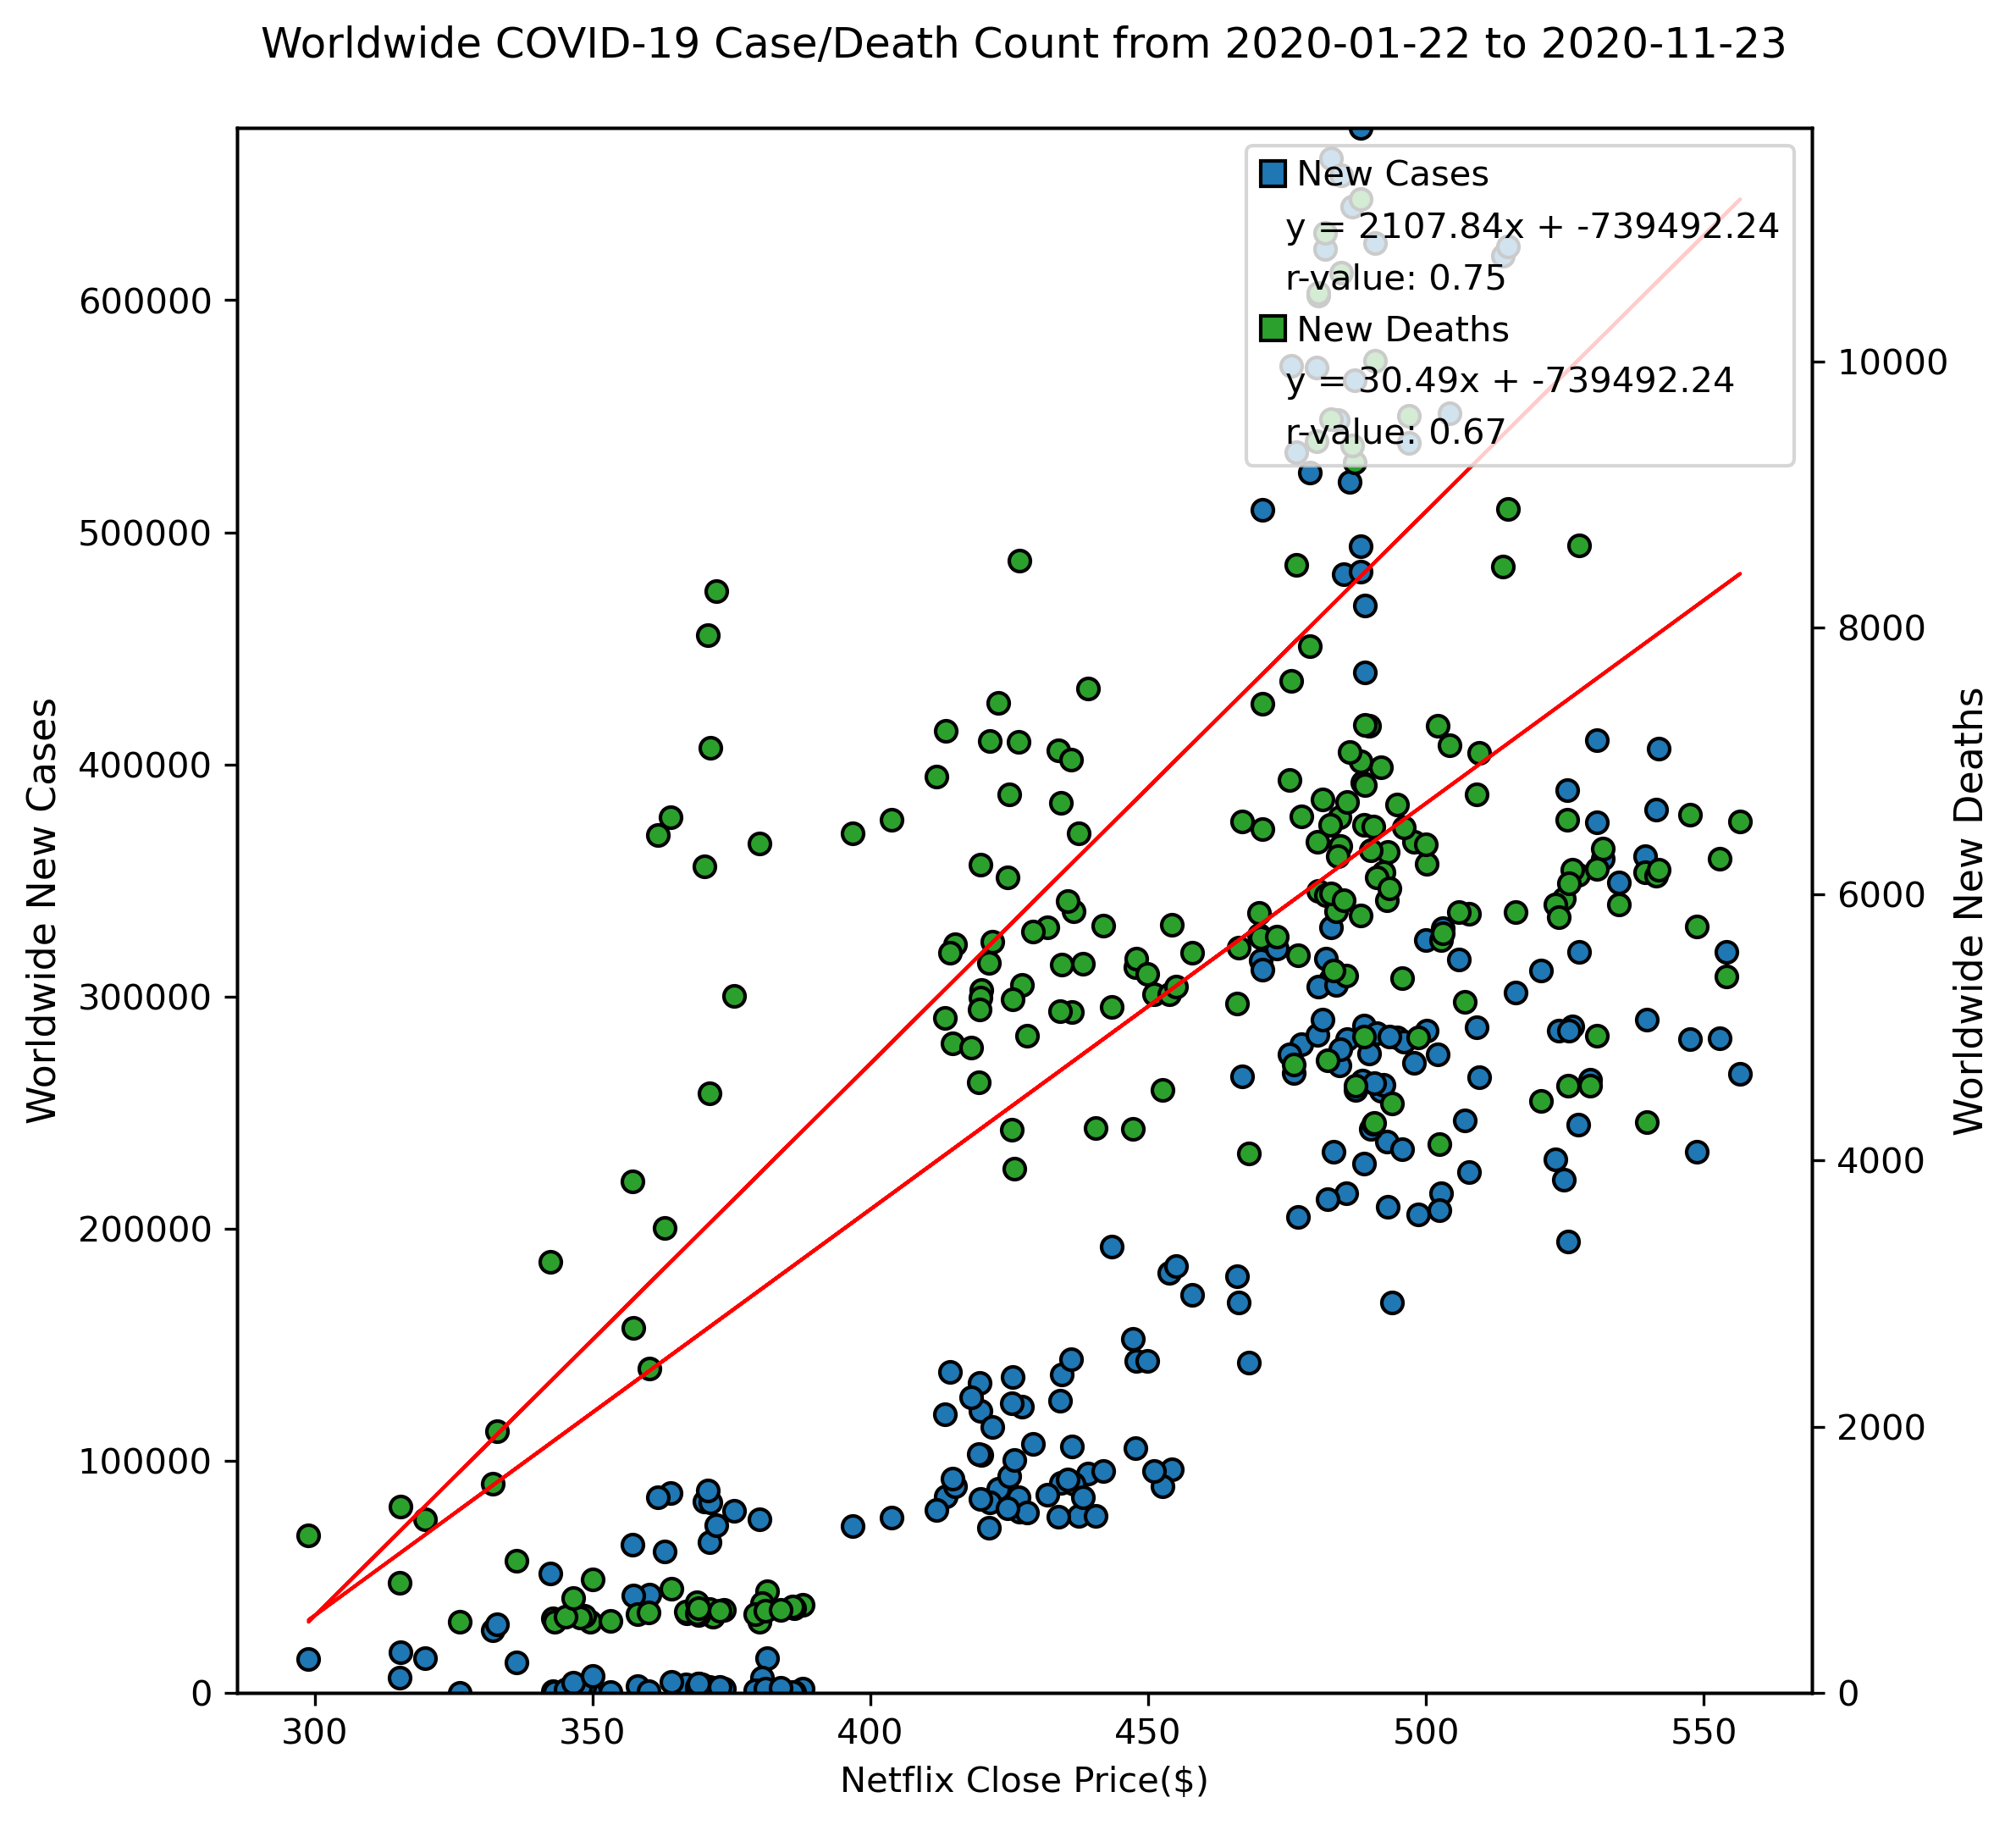 Worldwide COVID-19 Case/Death Count from 2020-01-22 to 2020-11-23
New Cases
y = 2107.84x + -739492.24
r-value: 0.75
New Deaths
y = 30.49x + -739492.24
r-value: 0.67
600000
500000
400000
300000
200000
100000
0
Worldwide New Cases
10000
8000
6000
4000
2000
0
Worldwide New Deaths
300 350 400 450 500 550
Netflix Close Price($)